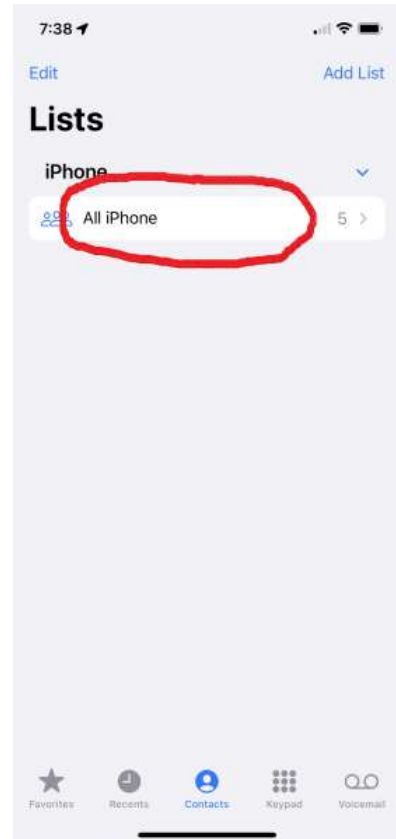 7:38
Edit Add List
Lists
iPhone
All iPhone 5
Favorites Recents Contacts Keypad Voicemail